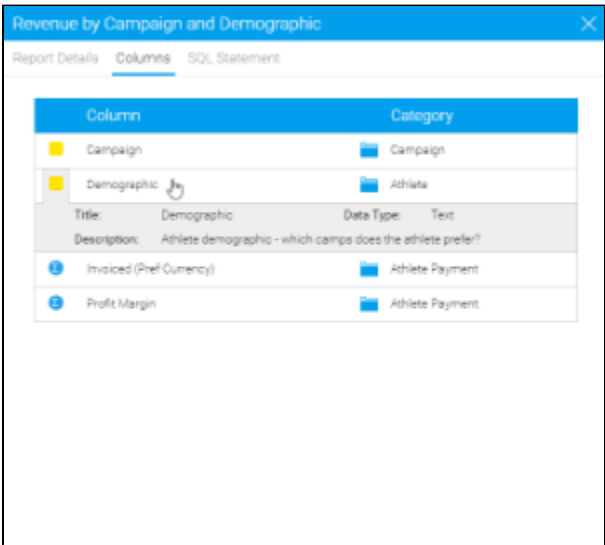 Revenue by Campaign and Demographic
Report Details Columns SQL Statement
Column Category
Campaign Campaign
Demographic Athlete
Title: Demographic Data Type: Text
Description: Athlete demographic - which camps does the athlete prefer?
Invoiced (Pref Currency) Athlete Payment
Profit Margin Athlete Payment